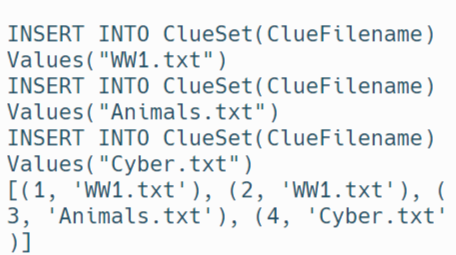 INSERT INTO ClueSet(ClueFilename)
Values("WW1.txt")
INSERT INTO ClueSet(ClueFilename)
Values("Animals.txt")
INSERT INTO ClueSet(ClueFilename)
Values("Cyber.txt")
[(1, 'WW1.txt'), (2, 'WW1.txt'), (
3, 'Animals.txt'), (4, 'Cyber.txt'
)]